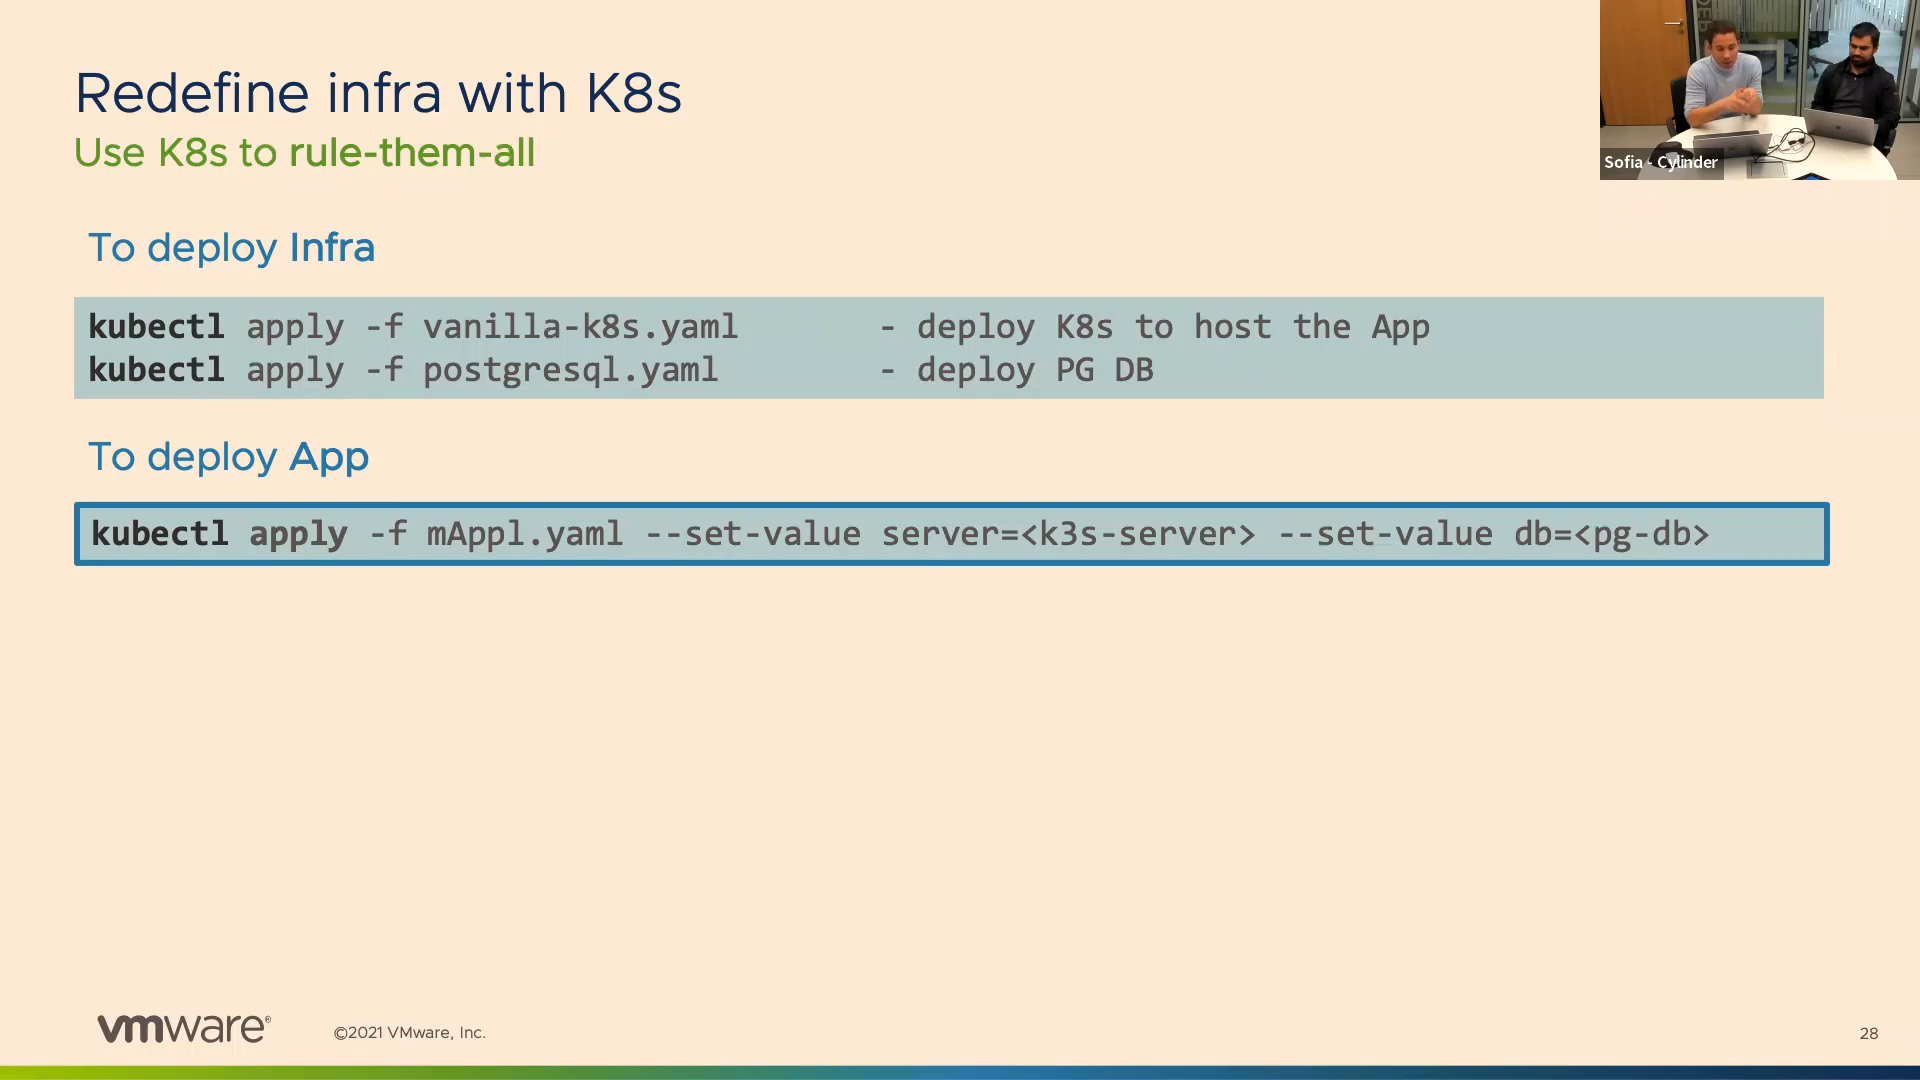 Redefine infra with K8s
Use K8s to rule-them-all
Sofia - Cylinder
To deploy Infra
kubectl apply -f vanilla-k8s.yaml - deploy K8s to host the App
kubectl apply -f postgresql.yaml - deploy PG DB
To deploy App
kubectl apply -f mAppl.yaml --set-value server=<k3s-server> --set-value db=<pg-db>
vmware®
©2021 VMware, Inc.
28